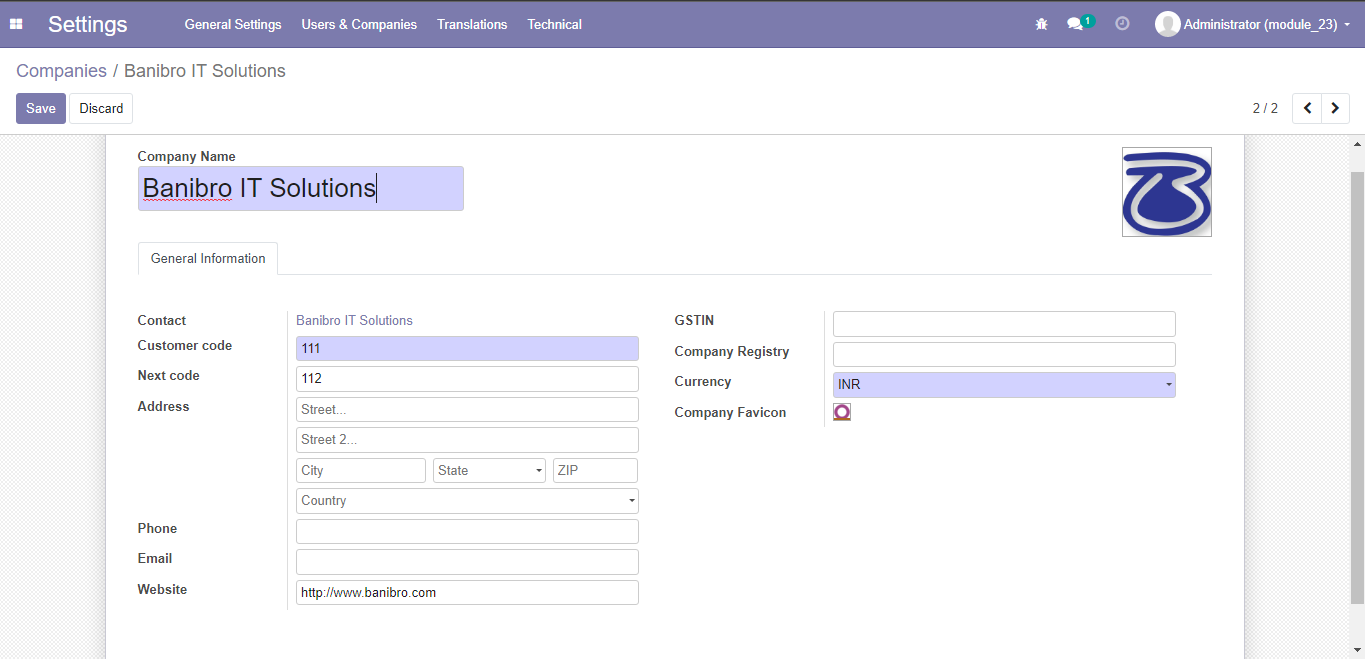 Settings General Settings Users & Companies Translations Technical 1 Administrator (module_23)
Companies / Banibro IT Solutions
Save Discard 2 / 2
Company Name
Banibro IT Solutions
General Information
Contact Banibro IT Solutions
Customer code 111
Next code 112
Address Street...
Street 2...
City State ZIP
Country
Phone
Email
Website http://www.banibro.com
GSTIN
Company Registry
Currency INR
Company Favicon